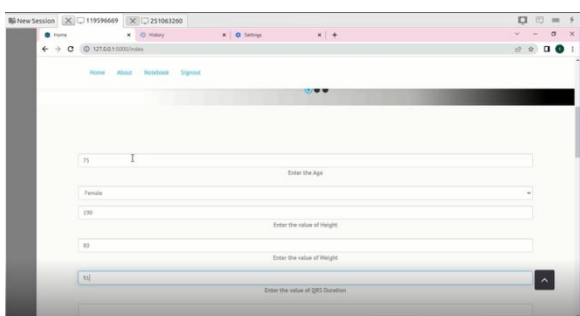 New Session 119596669 251063260
Home History Settings
127.0.0.1:5000/index
Home About Notebook Signout
75
Enter the Age
Female
190
Enter the value of Height
80
Enter the value of Weight
91
Enter the value of QRS Duration